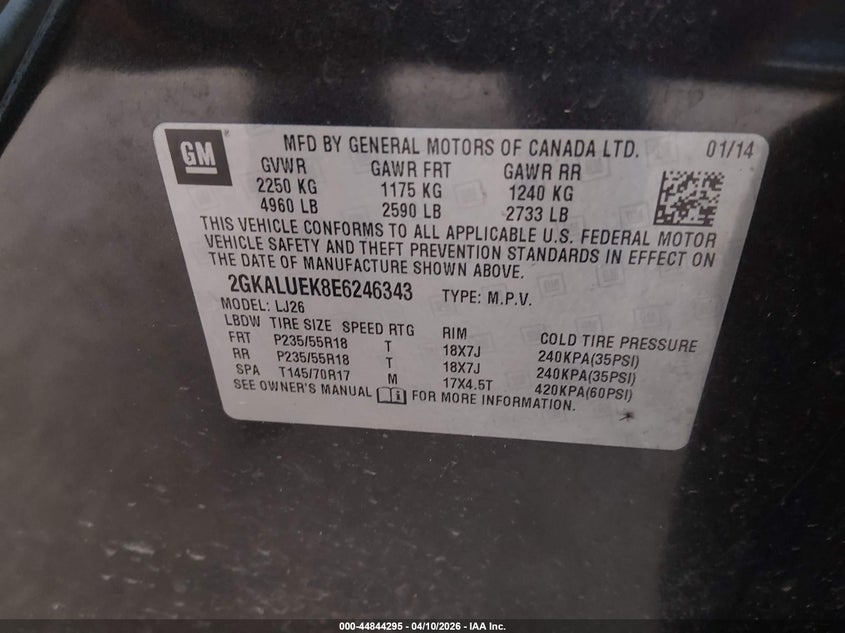 GM ® MFD BY GENERAL MOTORS OF CANADA LTD. 01/14
GVWR GAWR FRT GAWR RR
2250 KG 1175 KG 1240 KG
4960 LB 2590 LB 2733 LB
THIS VEHICLE CONFORMS TO ALL APPLICABLE U.S. FEDERAL MOTOR
VEHICLE SAFETY AND THEFT PREVENTION STANDARDS IN EFFECT ON
THE DATE OF MANUFACTURE SHOWN ABOVE.
2GKALUEK8E6246343 TYPE: M.P.V.
MODEL: LJ26
LBDW TIRE SIZE SPEED RTG RIM COLD TIRE PRESSURE
FRT P235/55R18 T 18X7J 240KPA(35PSI)
RR P235/55R18 T 18X7J 240KPA(35PSI)
SPA T145/70R17 M 17X4.5T 420KPA(60PSI)
SEE OWNER'S MANUAL FOR MORE INFORMATION.
000-44844295 - 04/10/2026 - IAA Inc.